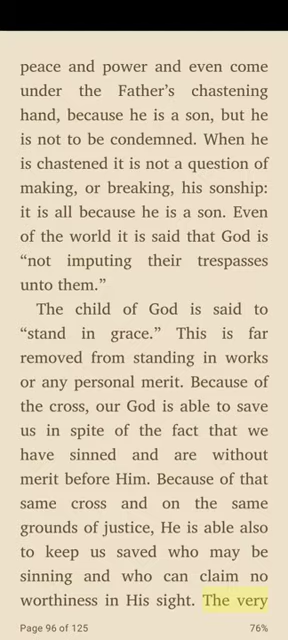 peace and power and even come
under the Father’s chastening
hand, because he is a son, but he
is not to be condemned. When he
is chastened it is not a question of
making, or breaking, his sonship:
it is all because he is a son. Even
of the world it is said that God is
“not imputing their trespasses
unto them.”
The child of God is said to
“stand in grace.” This is far
removed from standing in works
or any personal merit. Because of
the cross, our God is able to save
us in spite of the fact that we
have sinned and are without
merit before Him. Because of that
same cross and on the same
grounds of justice, He is able also
to keep us saved who may be
sinning and who can claim no
worthiness in His sight. The very
Page 96 of 125 76%